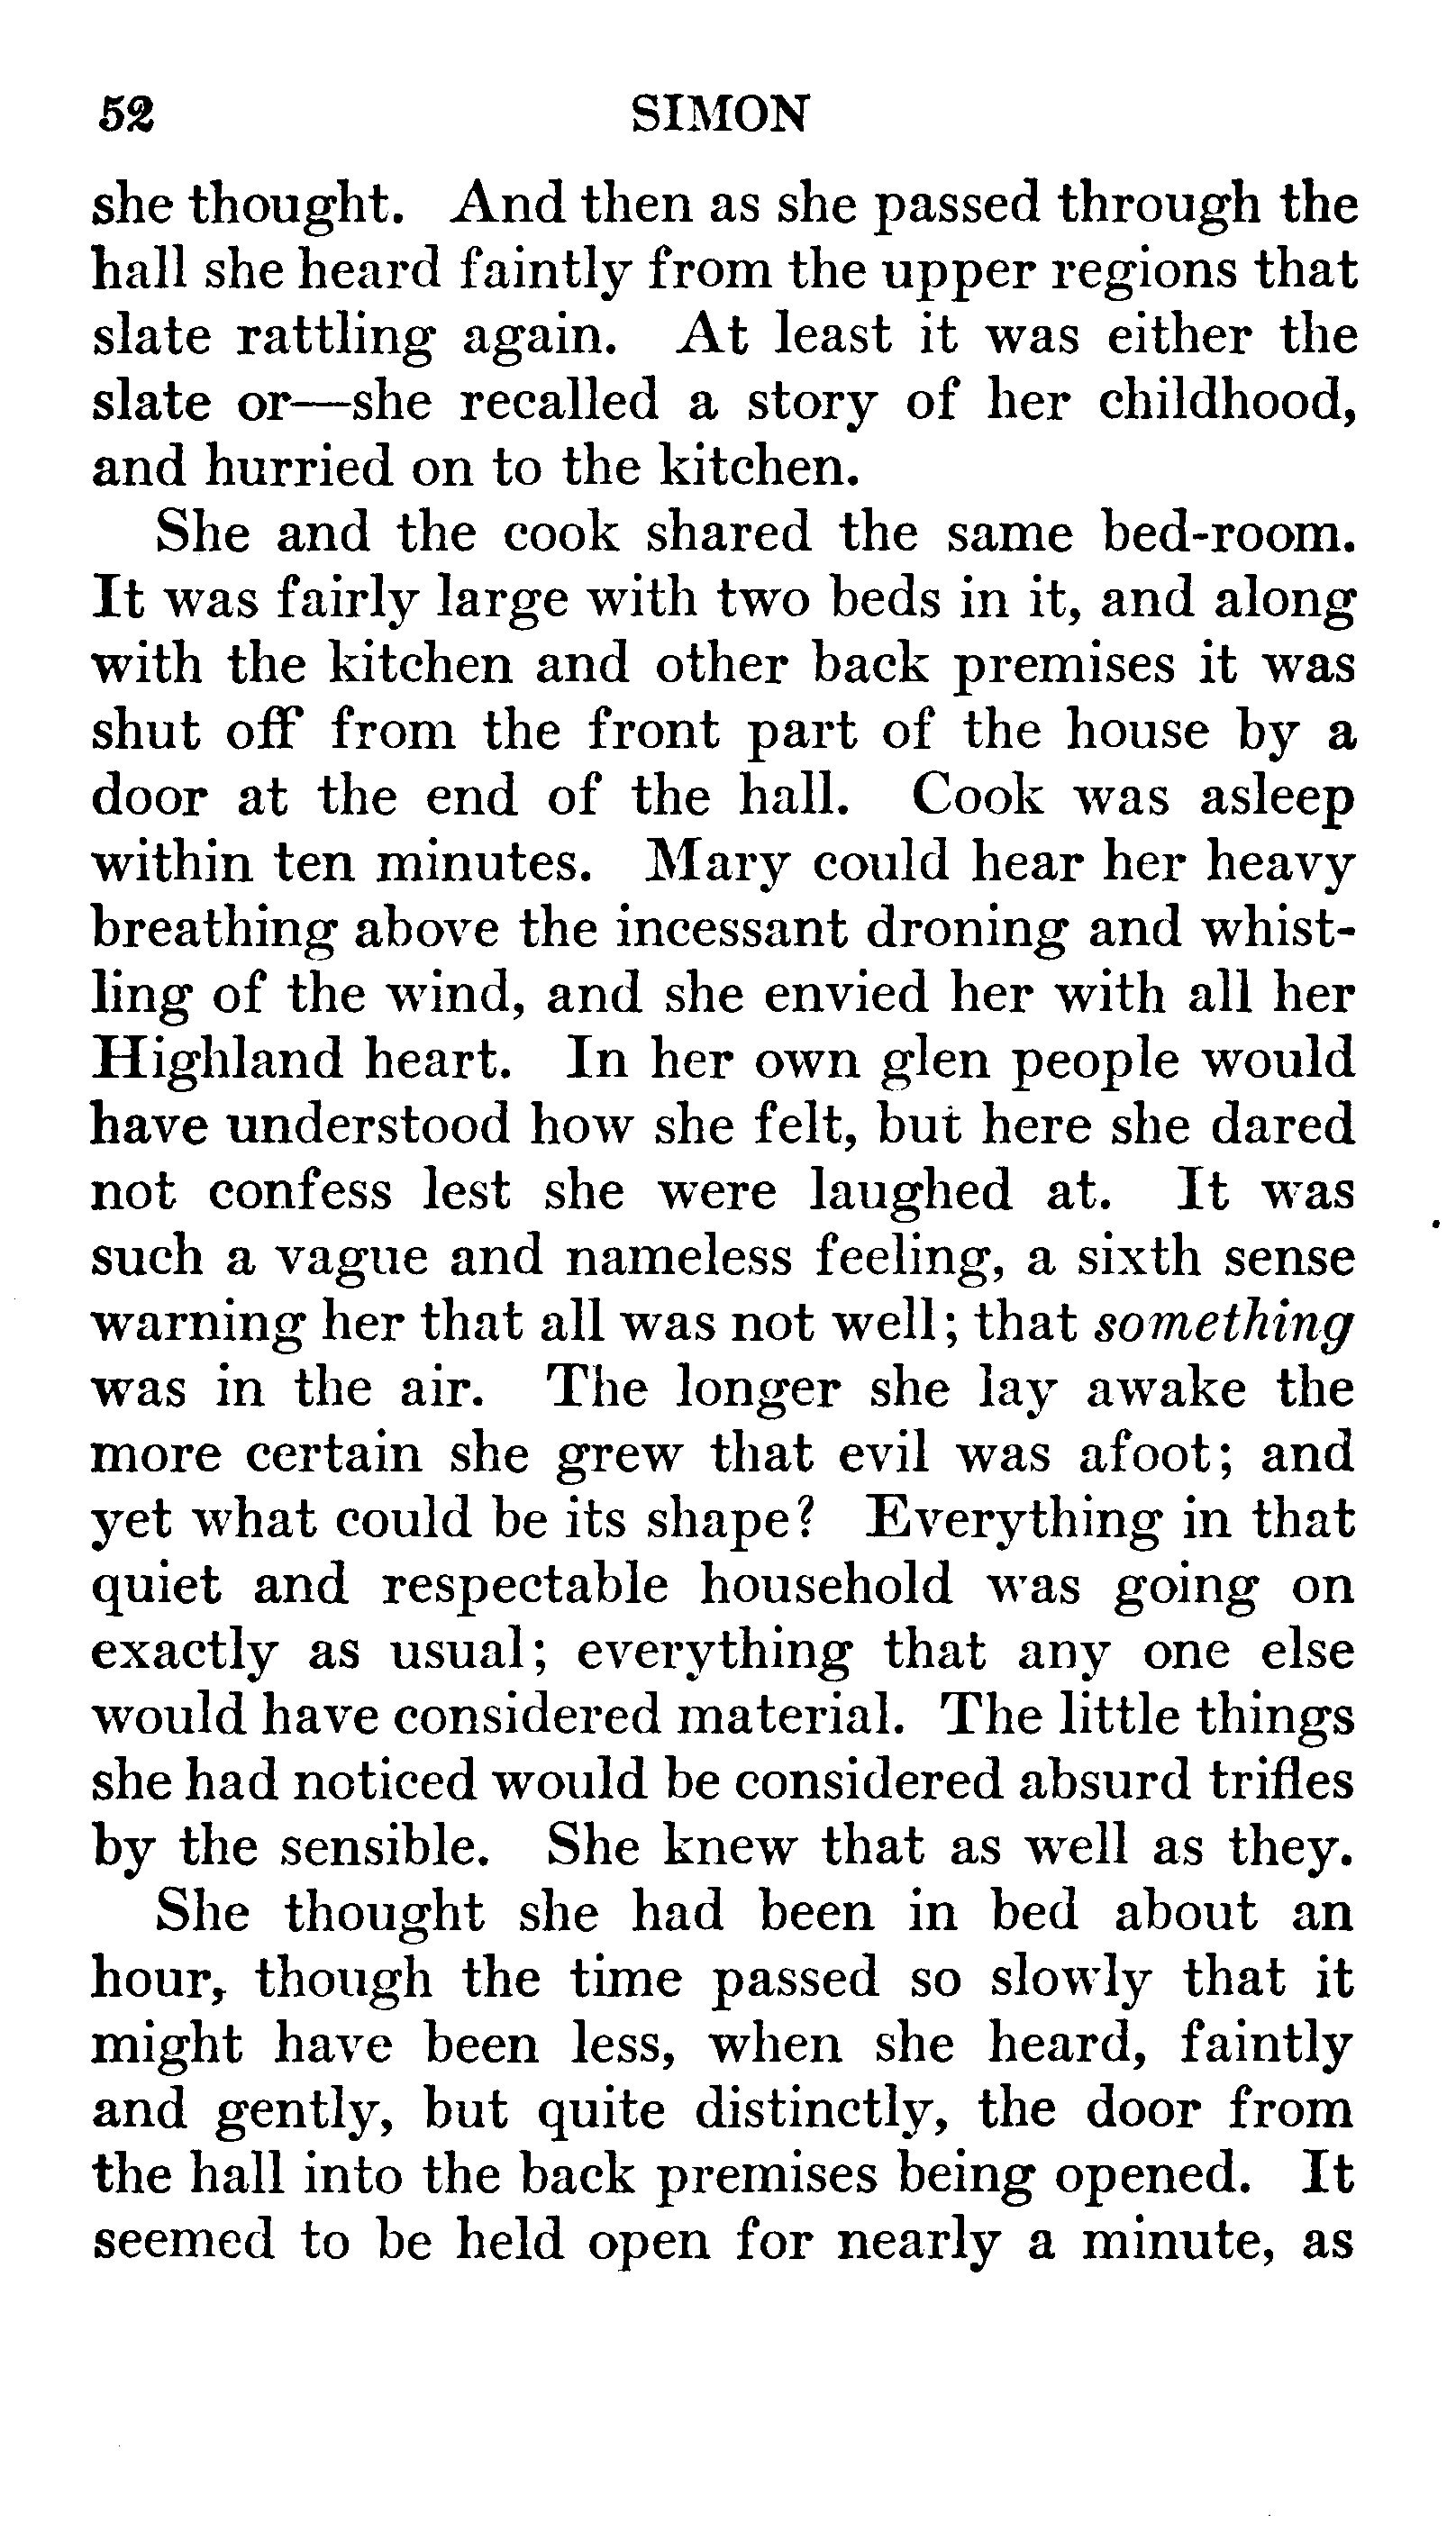 52 SIMON
she thought. And then as she passed through the
hall she heard faintly from the upper regions that
slate rattling again. At least it was either the
slate or—she recalled a story of her childhood,
and hurried on to the kitchen.
She and the cook shared the same bed-room.
It was fairly large with two beds in it, and along
with the kitchen and other back premises it was
shut off from the front part of the house by a
door at the end of the hall. Cook was asleep
within ten minutes. Mary could hear her heavy
breathing above the incessant droning and whist-
ling of the wind, and she envied her with all her
Highland heart. In her own glen people would
have understood how she felt, but here she dared
not confess lest she were laughed at. It was
such a vague and nameless feeling, a sixth sense
warning her that all was not well; that something
was in the air. The longer she lay awake the
more certain she grew that evil was afoot; and
yet what could be its shape? Everything in that
quiet and respectable household was going on
exactly as usual; everything that any one else
would have considered material. The little things
she had noticed would be considered absurd trifles
by the sensible. She knew that as well as they.
She thought she had been in bed about an
hour, though the time passed so slowly that it
might have been less, when she heard, faintly
and gently, but quite distinctly, the door from
the hall into the back premises being opened. It
seemed to be held open for nearly a minute, as